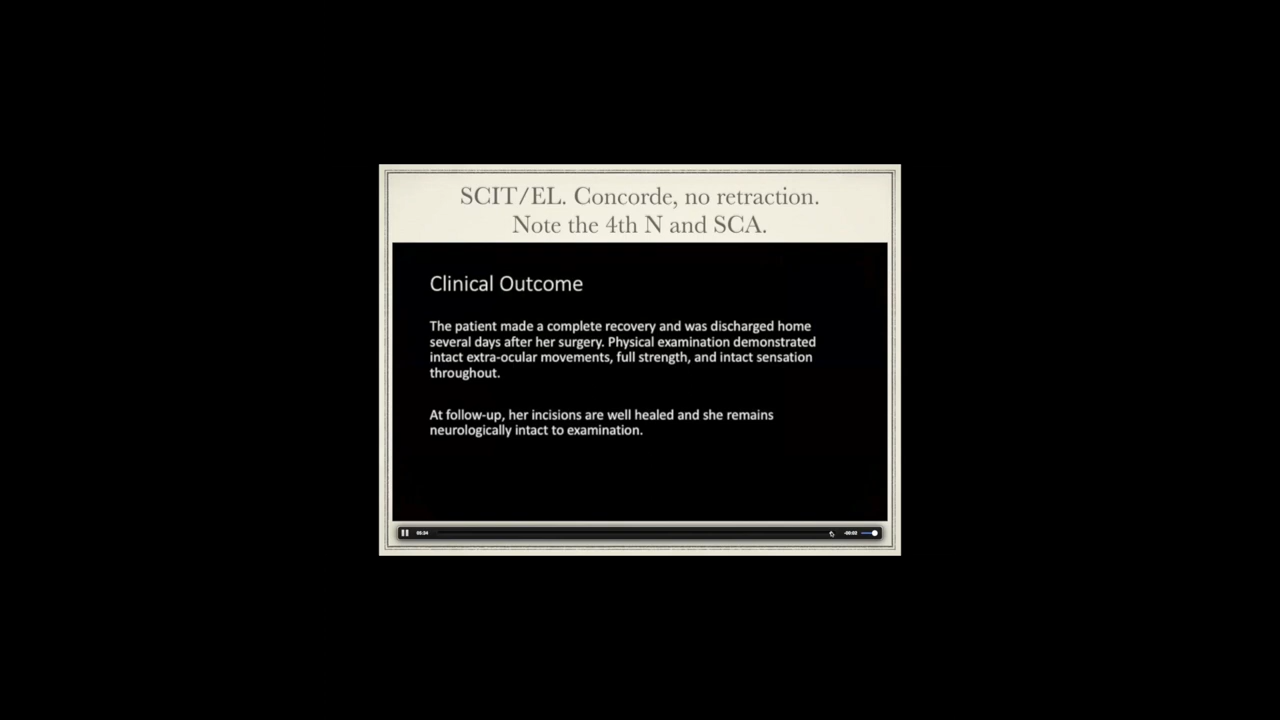 SCIT/EL. Concorde, no retraction.
Note the 4th N and SCA.
Clinical Outcome
The patient made a complete recovery and was discharged home
several days after her surgery. Physical examination demonstrated
intact extra-ocular movements, full strength, and intact sensation
throughout.
At follow-up, her incisions are well healed and she remains
neurologically intact to examination.
-00:02